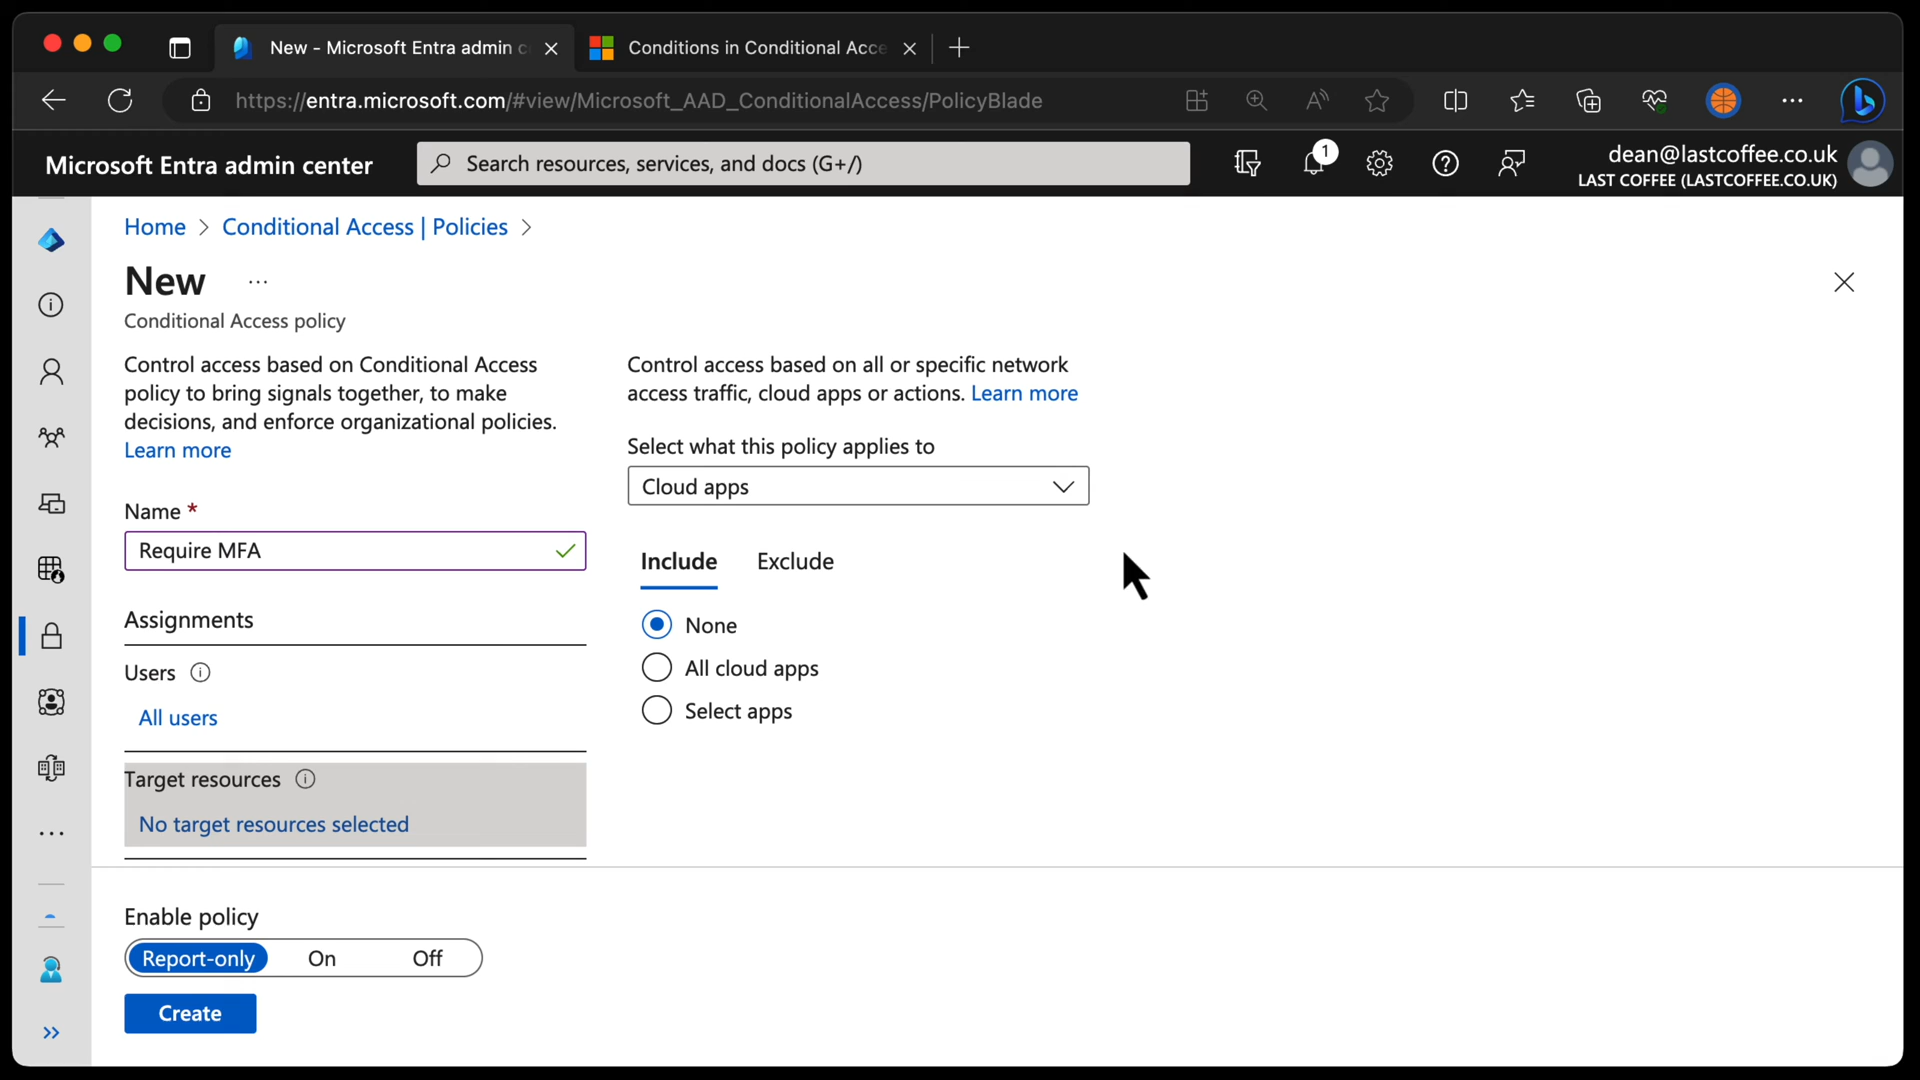 New - Microsoft Entra admin c
Conditions in Conditional Acce
https://entra.microsoft.com/#view/Microsoft_AAD_ConditionalAccess/PolicyBlade
Microsoft Entra admin center
Search resources, services, and docs (G+/)
1
dean@lastcoffee.co.uk
LAST COFFEE (LASTCOFFEE.CO.UK)
Home > Conditional Access | Policies >
New ...
Conditional Access policy
Control access based on Conditional Access
policy to bring signals together, to make
decisions, and enforce organizational policies.
Learn more
Name *
Require MFA
Assignments
Users
All users
Target resources
No target resources selected
Control access based on all or specific network
access traffic, cloud apps or actions. Learn more
Select what this policy applies to
Cloud apps
Include Exclude
None
All cloud apps
Select apps
Enable policy
Report-only On Off
Create